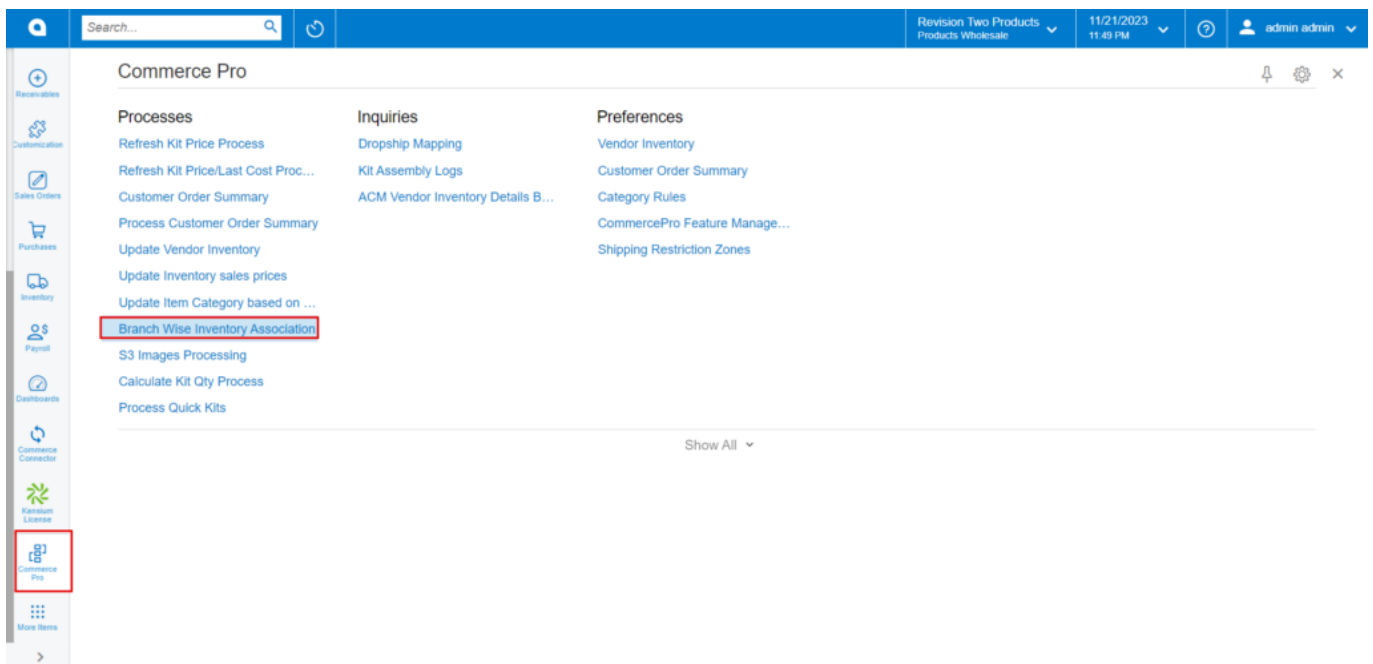 Search...
Revision Two Products
Products Wholesale
11/21/2023
11:49 PM
admin admin
Receivables
Customization
Sales Orders
Purchases
Inventory
Payroll
Dashboards
Commerce
Connector
Kensium
License
Commerce
Pro
More Items
Commerce Pro
Processes
Refresh Kit Price Process
Refresh Kit Price/Last Cost Proc...
Customer Order Summary
Process Customer Order Summary
Update Vendor Inventory
Update Inventory sales prices
Update Item Category based on ...
Branch Wise Inventory Association
S3 Images Processing
Calculate Kit Qty Process
Process Quick Kits
Inquiries
Dropship Mapping
Kit Assembly Logs
ACM Vendor Inventory Details B...
Preferences
Vendor Inventory
Customer Order Summary
Category Rules
CommercePro Feature Manage...
Shipping Restriction Zones
Show All